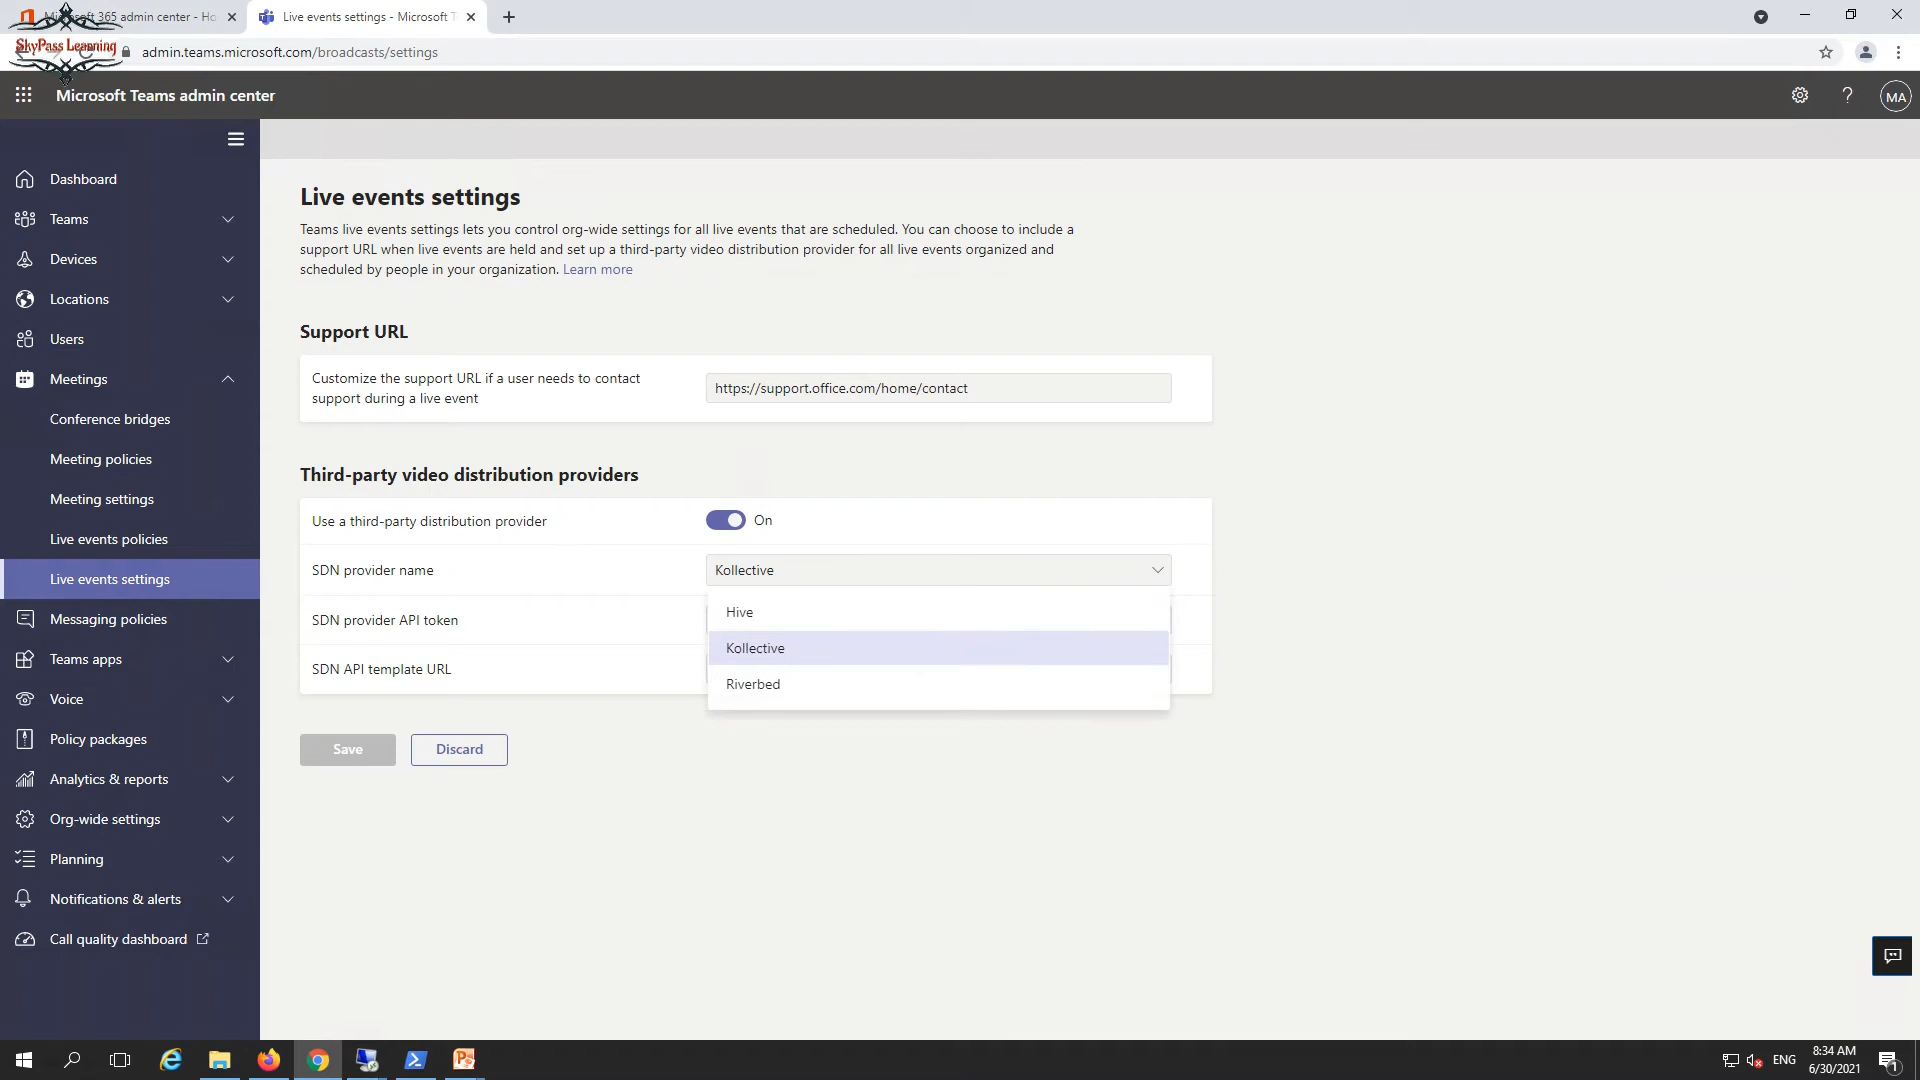 Microsoft 365 admin center - Ho
Live events settings - Microsoft T
SkyPass Learning
admin.teams.microsoft.com/broadcasts/settings
Microsoft Teams admin center
MA
Dashboard
Teams
Devices
Locations
Users
Meetings
Conference bridges
Meeting policies
Meeting settings
Live events policies
Live events settings
Messaging policies
Teams apps
Voice
Policy packages
Analytics & reports
Org-wide settings
Planning
Notifications & alerts
Call quality dashboard
Live events settings
Teams live events settings lets you control org-wide settings for all live events that are scheduled. You can choose to include a
support URL when live events are held and set up a third-party video distribution provider for all live events organized and
scheduled by people in your organization. Learn more
Support URL
Customize the support URL if a user needs to contact
support during a live event
https://support.office.com/home/contact
Third-party video distribution providers
Use a third-party distribution provider
On
SDN provider name
Kollective
Hive
Kollective
Riverbed
SDN provider API token
SDN API template URL
Save
Discard
ENG
8:34 AM
6/30/2021
1